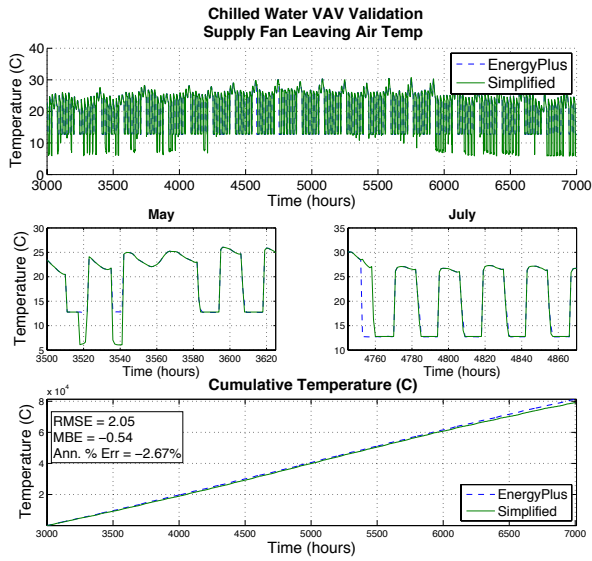 Chilled Water VAV Validation
Supply Fan Leaving Air Temp
Temperature (C)
40
30
20
10
0
EnergyPlus
Simplified
3000 3500 4000 4500 5000 5500 6000 6500 7000
Time (hours)
May
Temperature (C)
30
25
20
15
10
5
3500 3520 3540 3560 3580 3600 3620
Time (hours)
July
35
30
25
20
15
10
4760 4780 4800 4820 4840 4860
Time (hours)
Cumulative Temperature (C)
x 10^4
Temperature (C)
8
6
4
2
RMSE = 2.05
MBE = −0.54
Ann. % Err = −2.67%
EnergyPlus
Simplified
3000 3500 4000 4500 5000 5500 6000 6500 7000
Time (hours)